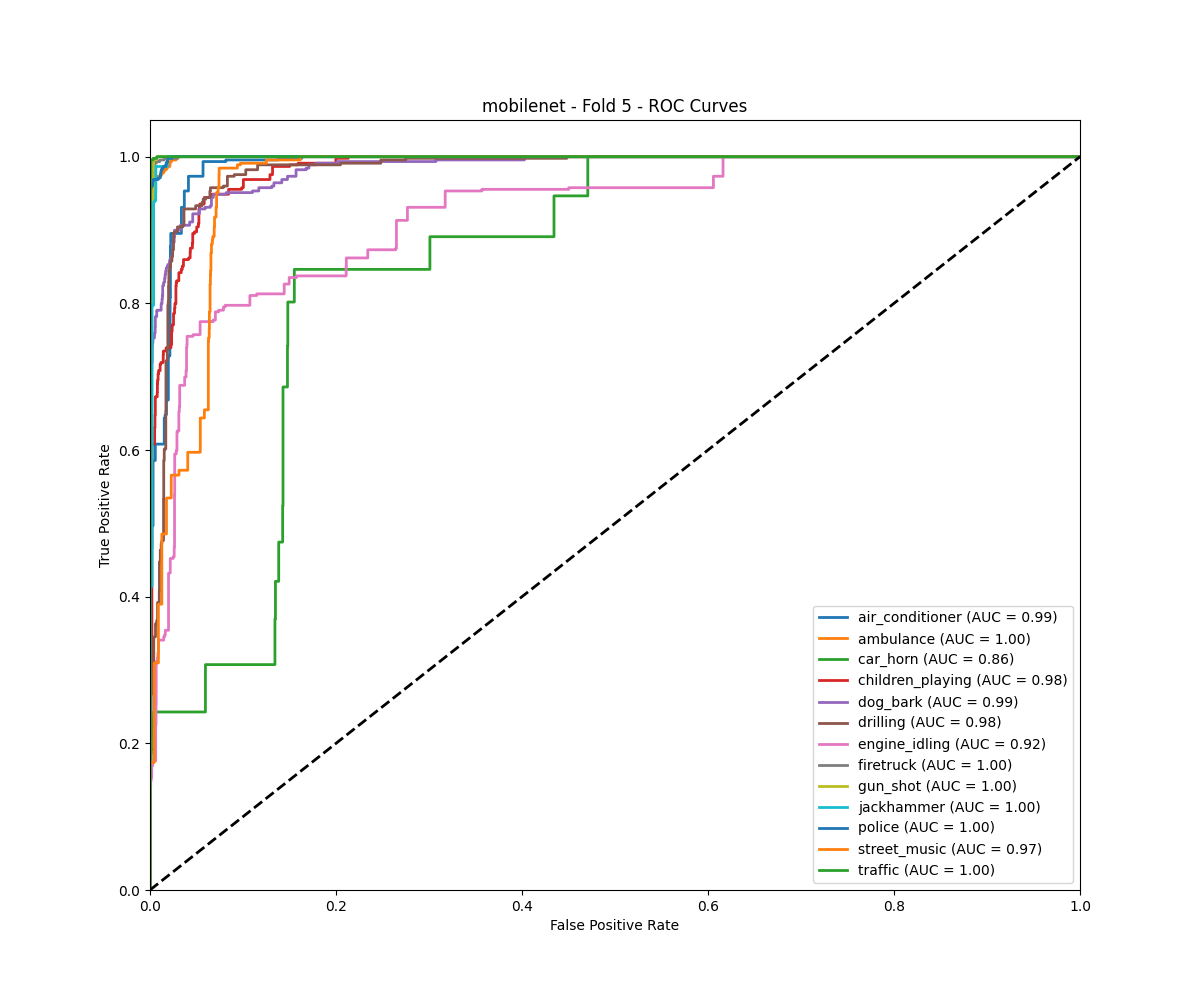 mobilenet - Fold 5 - ROC Curves
True Positive Rate
1.0
0.8
0.6
0.4
0.2
0.0
air_conditioner (AUC = 0.99)
ambulance (AUC = 1.00)
car_horn (AUC = 0.86)
children_playing (AUC = 0.98)
dog_bark (AUC = 0.99)
drilling (AUC = 0.98)
engine_idling (AUC = 0.92)
firetruck (AUC = 1.00)
gun_shot (AUC = 1.00)
jackhammer (AUC = 1.00)
police (AUC = 1.00)
street_music (AUC = 0.97)
traffic (AUC = 1.00)
0.0 0.2 0.4 0.6 0.8 1.0
False Positive Rate